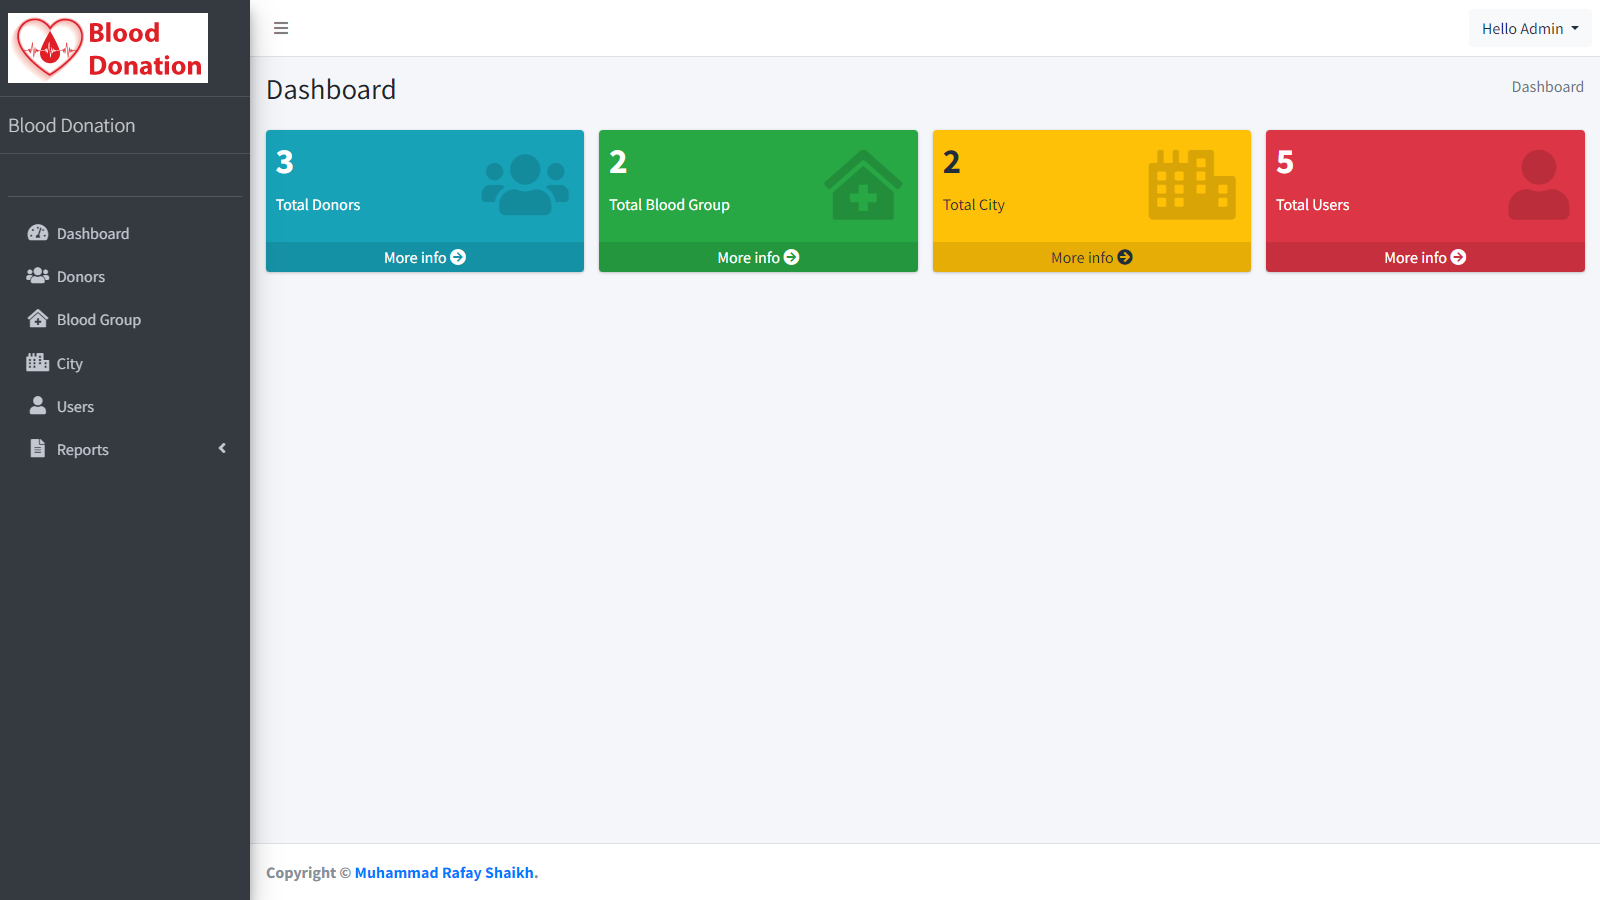 Blood
Donation
Blood Donation
Dashboard
Donors
Blood Group
City
Users
Reports
Hello Admin
Dashboard
Dashboard
3
Total Donors
More info
2
Total Blood Group
More info
2
Total City
More info
5
Total Users
More info
Copyright © Muhammad Rafay Shaikh.